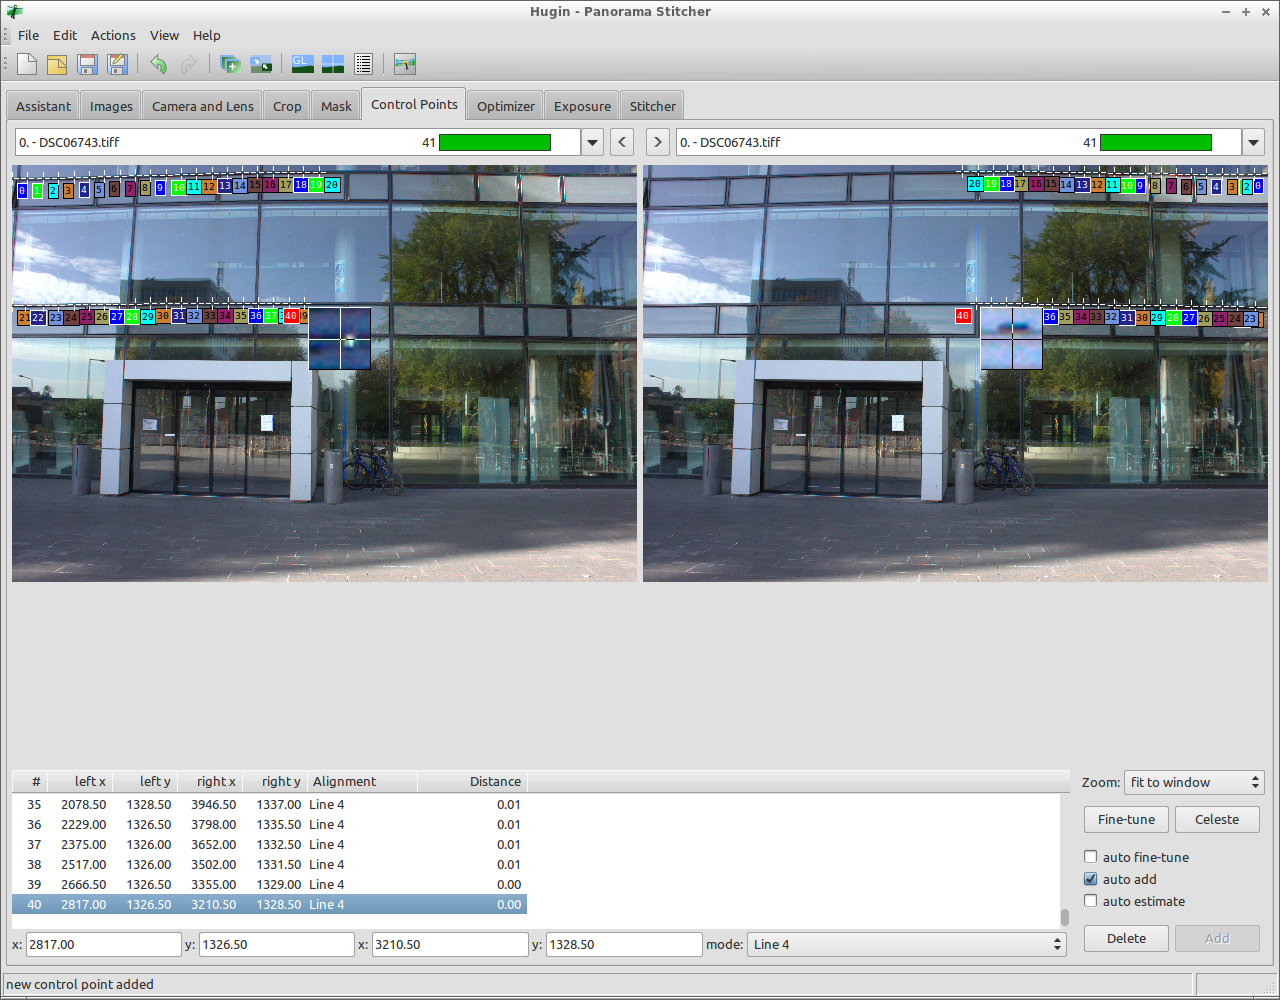 Hugin - Panorama Stitcher
File Edit Actions View Help
GL
Assistant Images Camera and Lens Crop Mask Control Points Optimizer Exposure Stitcher
0. - DSC06743.tiff 41 < > 0. - DSC06743.tiff 41
0 1 2 3 4 5 6 7 8 9 10 11 12 13 14 15 16 17 18 19 20
20 19 18 17 16 15 14 13 12 11 10 9 8 7 6 5 4 3 2 0
21 22 23 24 25 26 27 28 29 30 31 32 33 34 35 36 37 40 9
40 36 35 34 33 32 31 30 29 28 27 26 25 24 23
# left x left y right x right y Alignment Distance
35 2078.50 1328.50 3946.50 1337.00 Line 4 0.01
36 2229.00 1326.50 3798.00 1335.50 Line 4 0.01
37 2375.00 1326.00 3652.00 1332.50 Line 4 0.01
38 2517.00 1326.00 3502.00 1331.50 Line 4 0.01
39 2666.50 1326.50 3355.00 1329.00 Line 4 0.00
40 2817.00 1326.50 3210.50 1328.50 Line 4 0.00
x: 2817.00 y: 1326.50 x: 3210.50 y: 1328.50 mode: Line 4
Zoom: fit to window
Fine-tune Celeste
auto fine-tune
auto add
auto estimate
Delete Add
new control point added